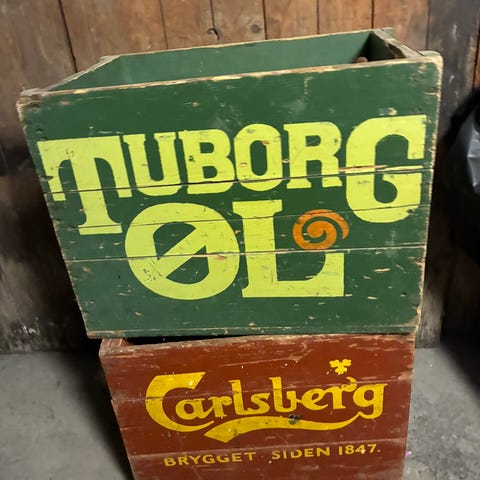 TUBORG
ØL
Carlsberg
BRYGGET SIDEN 1847.